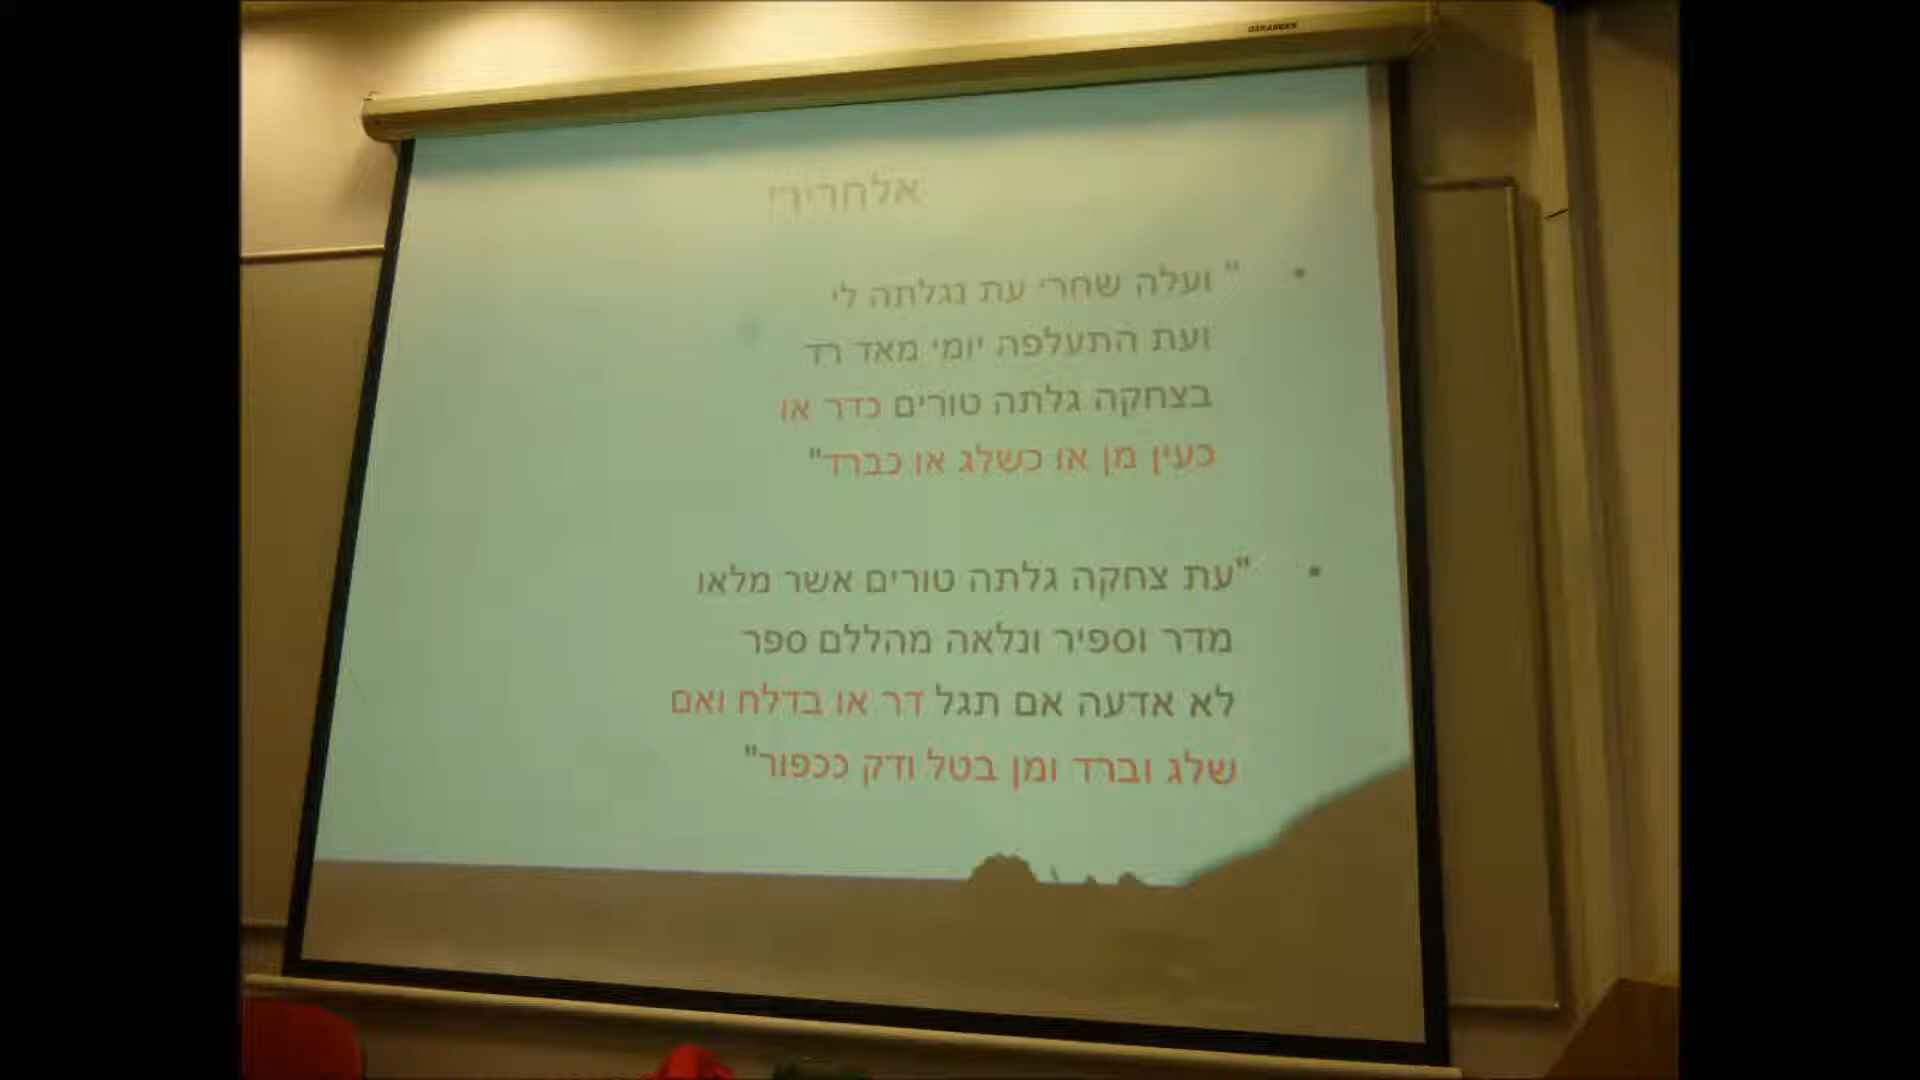 אלחרירי
" ועלה שחרי עת נגלתה לי
ועת התעלפה יומי מאד רד
בצחקה גלתה טורים כדר או
כעין מן או כשלג או כברד"
"עת צחקה גלתה טורים אשר מלאו
מדר וספיר ונלאה מהללם ספר
לא אדעה אם תגל דר או בדלח ואם
שלג וברד ומן בטל ודק ככפור"